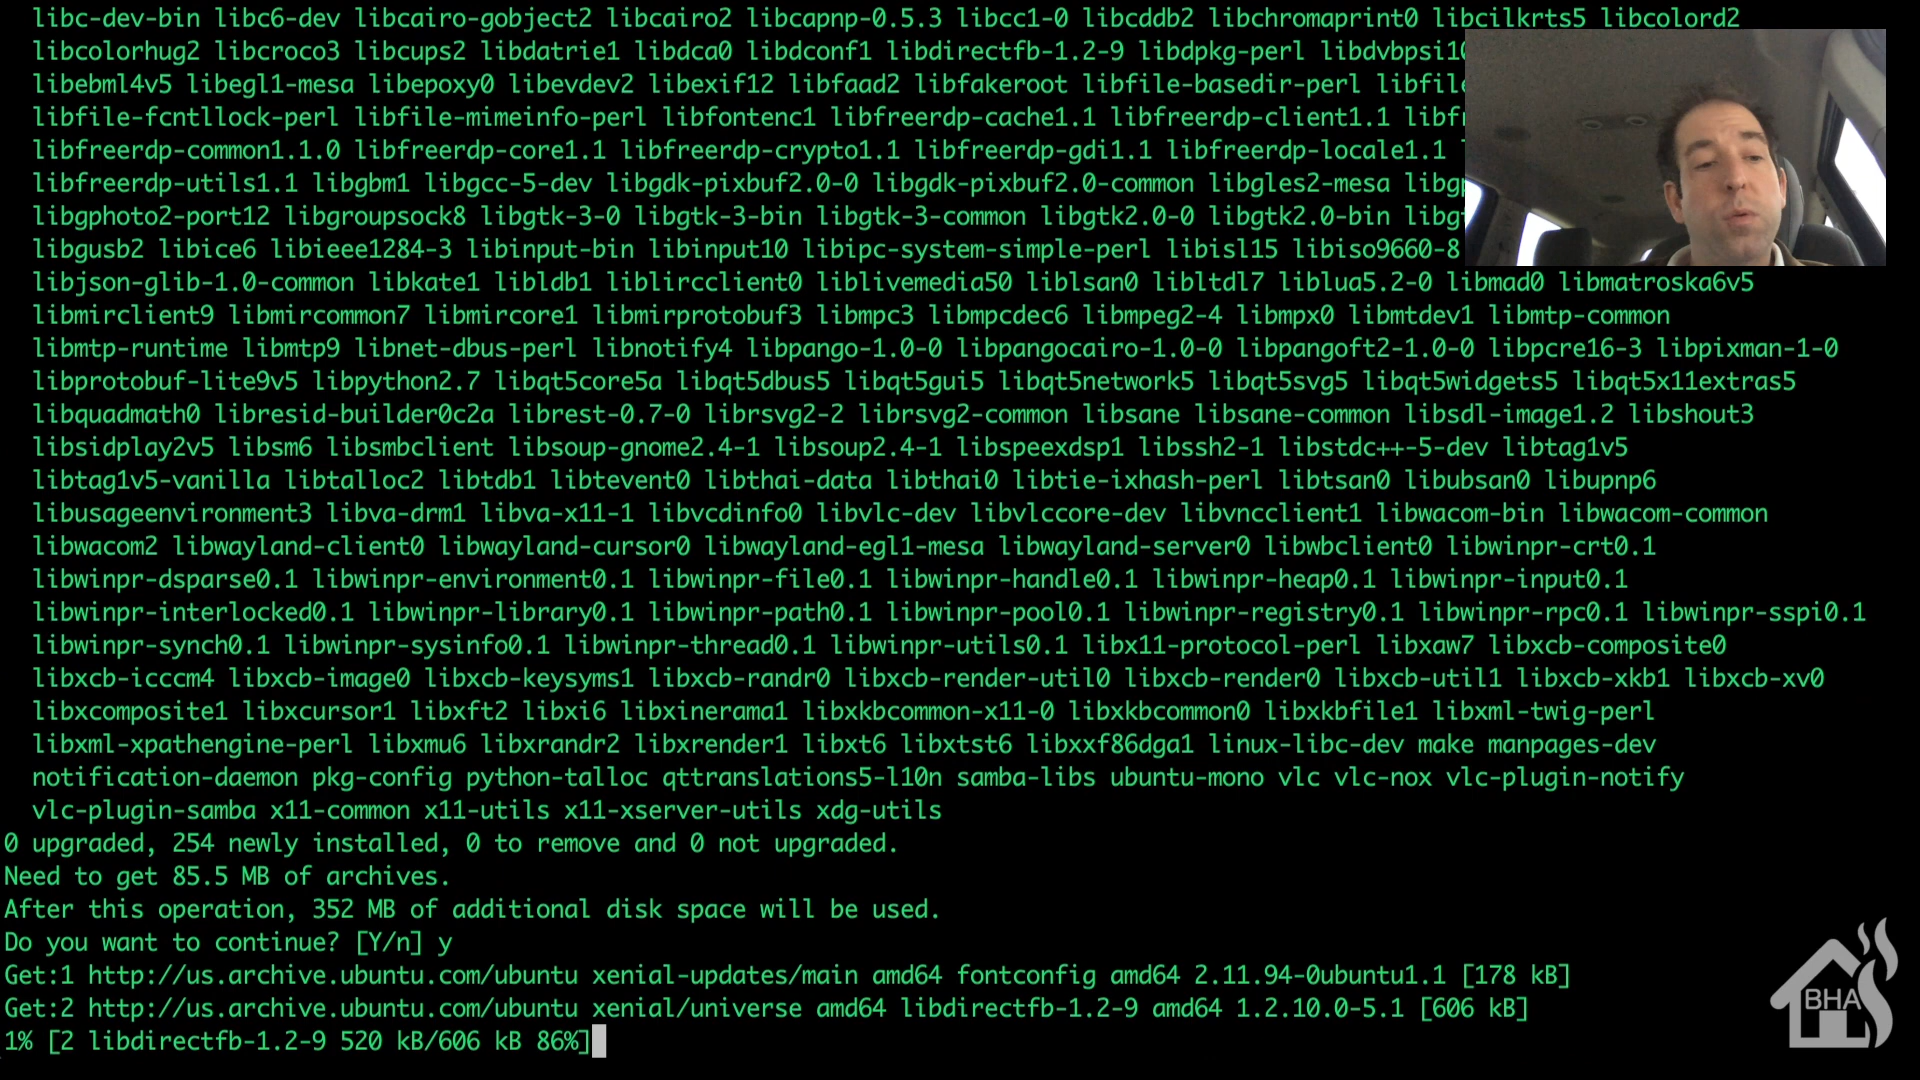 libc-dev-bin libc6-dev libcairo-gobject2 libcairo2 libcapnp-0.5.3 libcc1-0 libcddb2 libchromaprint0 libcilkrts5 libcolord2
libcolorhug2 libcroco3 libcups2 libdatrie1 libdca0 libdconf1 libdirectfb-1.2-9 libdpkg-perl libdvbpsi10
libebml4v5 libegl1-mesa libepoxy0 libevdev2 libexif12 libfaad2 libfakeroot libfile-basedir-perl libfile
libfile-fcntllock-perl libfile-mimeinfo-perl libfontenc1 libfreerdp-cache1.1 libfreerdp-client1.1
libfreerdp-common1.1.0 libfreerdp-core1.1 libfreerdp-crypto1.1 libfreerdp-gdi1.1 libfreerdp-locale1.1
libfreerdp-utils1.1 libgbm1 libgcc-5-dev libgdk-pixbuf2.0-0 libgdk-pixbuf2.0-common libgles2-mesa
libgphoto2-port12 libgroupsock8 libgtk-3-0 libgtk-3-bin libgtk-3-common libgtk2.0-0 libgtk2.0-bin
libgusb2 libice6 libieee1284-3 libinput-bin libinput10 libipc-system-simple-perl libisl15 libiso9660-8
libjson-glib-1.0-common libkate1 libldb1 liblircclient0 liblivemedia50 liblsan0 libltdl7 liblua5.2-0 libmad0 libmatroska6v5
libmirclient9 libmircommon7 libmircore1 libmirprotobuf3 libmpc3 libmpcdec6 libmpeg2-4 libmpx0 libmtdev1 libmtp-common
libmtp-runtime libmtp9 libnet-dbus-perl libnotify4 libpango-1.0-0 libpangocairo-1.0-0 libpangoft2-1.0-0 libpcre16-3 libpixman-1-0
libprotobuf-lite9v5 libpython2.7 libqt5core5a libqt5dbus5 libqt5gui5 libqt5network5 libqt5svg5 libqt5widgets5 libqt5x11extras5
libquadmath0 libresid-builder0c2a librest-0.7-0 librsvg2-2 librsvg2-common libsane libsane-common libsdl-image1.2 libshout3
libsidplay2v5 libsm6 libsmbclient libsoup-gnome2.4-1 libsoup2.4-1 libspeexdsp1 libssh2-1 libstdc++-5-dev libtag1v5
libtag1v5-vanilla libtalloc2 libtdb1 libtevent0 libthai-data libthai0 libtie-ixhash-perl libtsan0 libubsan0 libupnp6
libusageenvironment3 libva-drm1 libva-x11-1 libvcdinfo0 libvlc-dev libvlccore-dev libvncclient1 libwacom-bin libwacom-common
libwacom2 libwayland-client0 libwayland-cursor0 libwayland-egl1-mesa libwayland-server0 libwbclient0 libwinpr-crt0.1
libwinpr-dsparse0.1 libwinpr-environment0.1 libwinpr-file0.1 libwinpr-handle0.1 libwinpr-heap0.1 libwinpr-input0.1
libwinpr-interlocked0.1 libwinpr-library0.1 libwinpr-path0.1 libwinpr-pool0.1 libwinpr-registry0.1 libwinpr-rpc0.1 libwinpr-sspi0.1
libwinpr-synch0.1 libwinpr-sysinfo0.1 libwinpr-thread0.1 libwinpr-utils0.1 libx11-protocol-perl libxaw7 libxcb-composite0
libxcb-icccm4 libxcb-image0 libxcb-keysyms1 libxcb-randr0 libxcb-render-util0 libxcb-render0 libxcb-util1 libxcb-xkb1 libxcb-xv0
libxcomposite1 libxcursor1 libxft2 libxi6 libxinerama1 libxkbcommon-x11-0 libxkbcommon0 libxkbfile1 libxml-twig-perl
libxml-xpathengine-perl libxmu6 libxrandr2 libxrender1 libxt6 libxtst6 libxxf86dga1 linux-libc-dev make manpages-dev
notification-daemon pkg-config python-talloc qttranslations5-l10n samba-libs ubuntu-mono vlc vlc-nox vlc-plugin-notify
vlc-plugin-samba x11-common x11-utils x11-xserver-utils xdg-utils
0 upgraded, 254 newly installed, 0 to remove and 0 not upgraded.
Need to get 85.5 MB of archives.
After this operation, 352 MB of additional disk space will be used.
Do you want to continue? [Y/n] y
Get:1 http://us.archive.ubuntu.com/ubuntu xenial-updates/main amd64 fontconfig amd64 2.11.94-0ubuntu1.1 [178 kB]
Get:2 http://us.archive.ubuntu.com/ubuntu xenial/universe amd64 libdirectfb-1.2-9 amd64 1.2.10.0-5.1 [606 kB]
1% [2 libdirectfb-1.2-9 520 kB/606 kB 86%]
BHA